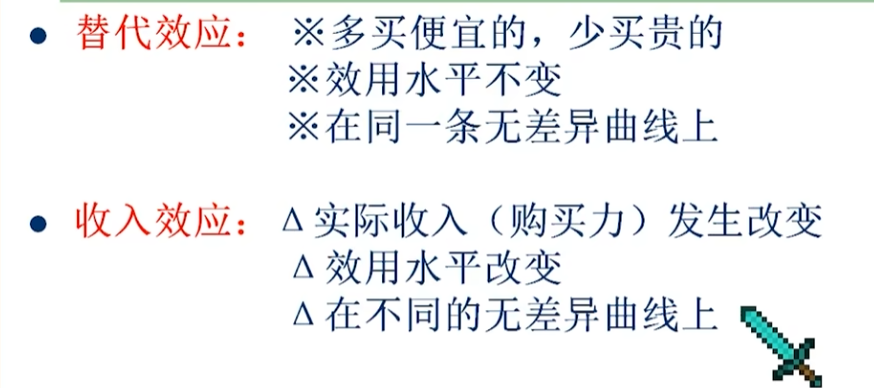 ● 替代效应： ※多买便宜的，少买贵的
※效用水平不变
※在同一条无差异曲线上
● 收入效应： Δ实际收入（购买力）发生改变
Δ效用水平改变
Δ在不同的无差异曲线上